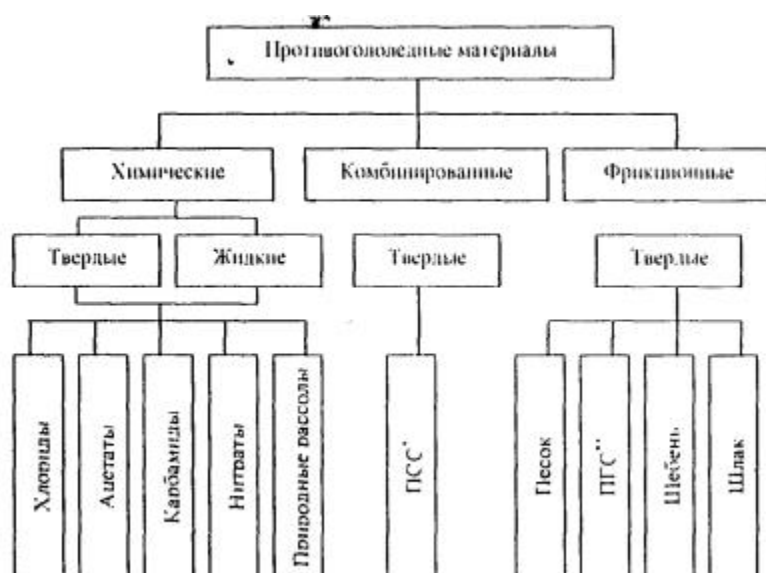 Противогололедные материалы
Химические
Комбинированные
Фрикционные
Твердые
Жидкие
Твердые
Твердые
Хлориды
Ацетаты
Карбамиды
Нитраты
Природные рассолы
ПСС*
Песок
ПГС**
Щебень
Шлак